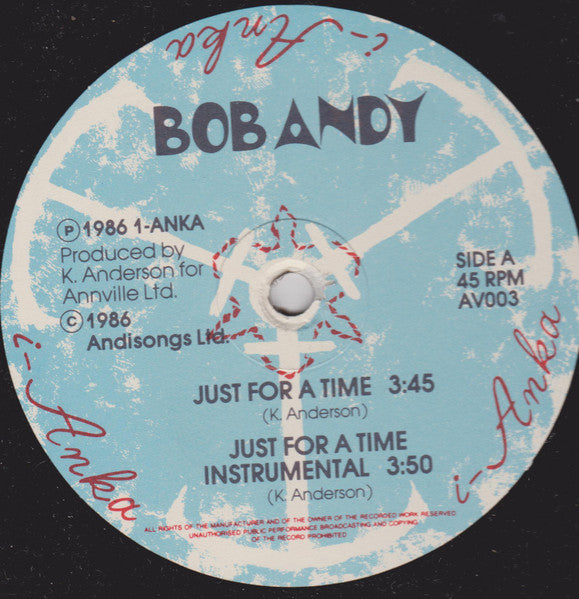 i-Anka
BOB ANDY
Ⓟ 1986 1-ANKA
Produced by
K. Anderson for
Annville Ltd.
© 1986
Andisongs Ltd.
SIDE A
45 RPM
AV003
i-Anka
i-Anka
JUST FOR A TIME 3:45
(K. Anderson)
JUST FOR A TIME
INSTRUMENTAL 3:50
(K. Anderson)
ALL RIGHTS OF THE MANUFACTURER AND OF THE OWNER OF THE RECORDED WORK RESERVED
UNAUTHORISED PUBLIC PERFORMANCE BROADCASTING AND COPYING
OF THE RECORD PROHIBITED